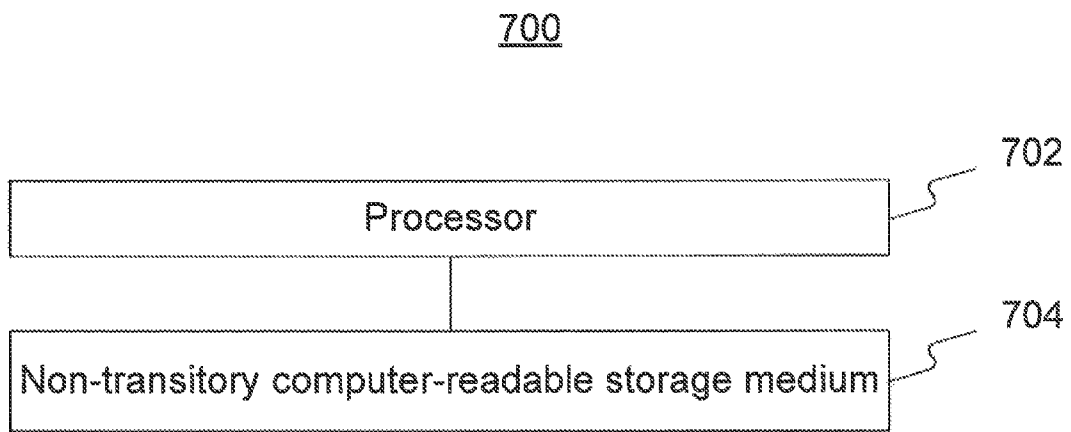 700
702
Processor
704
Non-transitory computer-readable storage medium